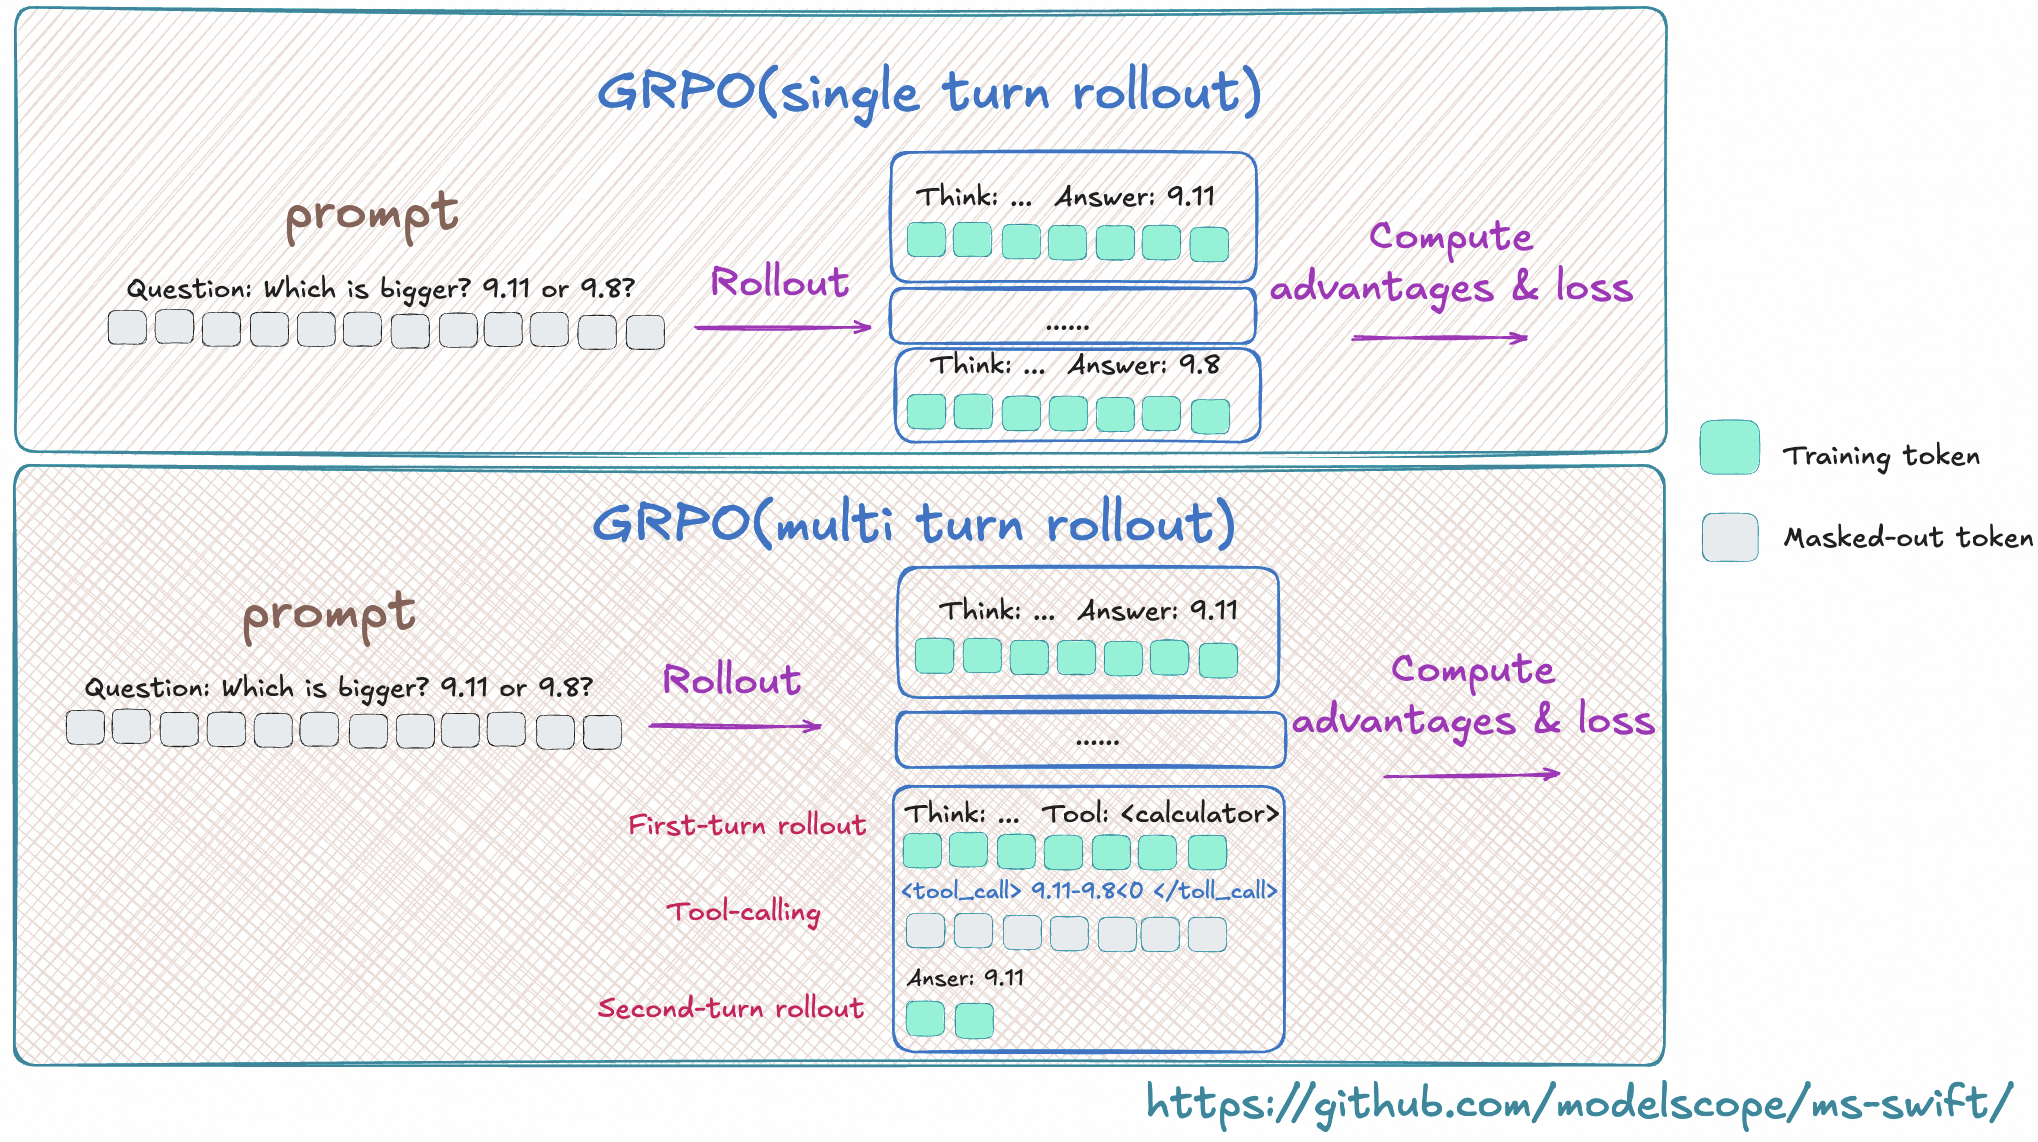 GRPO(single turn rollout)
prompt
Question: Which is bigger? 9.11 or 9.8?
Rollout
Think: ... Answer: 9.11
......
Think: ... Answer: 9.8
Compute
advantages & loss
Training token
Masked-out token
GRPO(multi turn rollout)
prompt
Question: Which is bigger? 9.11 or 9.8?
Rollout
Think: ... Answer: 9.11
......
Compute
advantages & loss
First-turn rollout
Think: ... Tool: <calculator>
Tool-calling
<tool_call> 9.11-9.8<0 </toll_call>
Second-turn rollout
Anser: 9.11
https://github.com/modelscope/ms-swift/